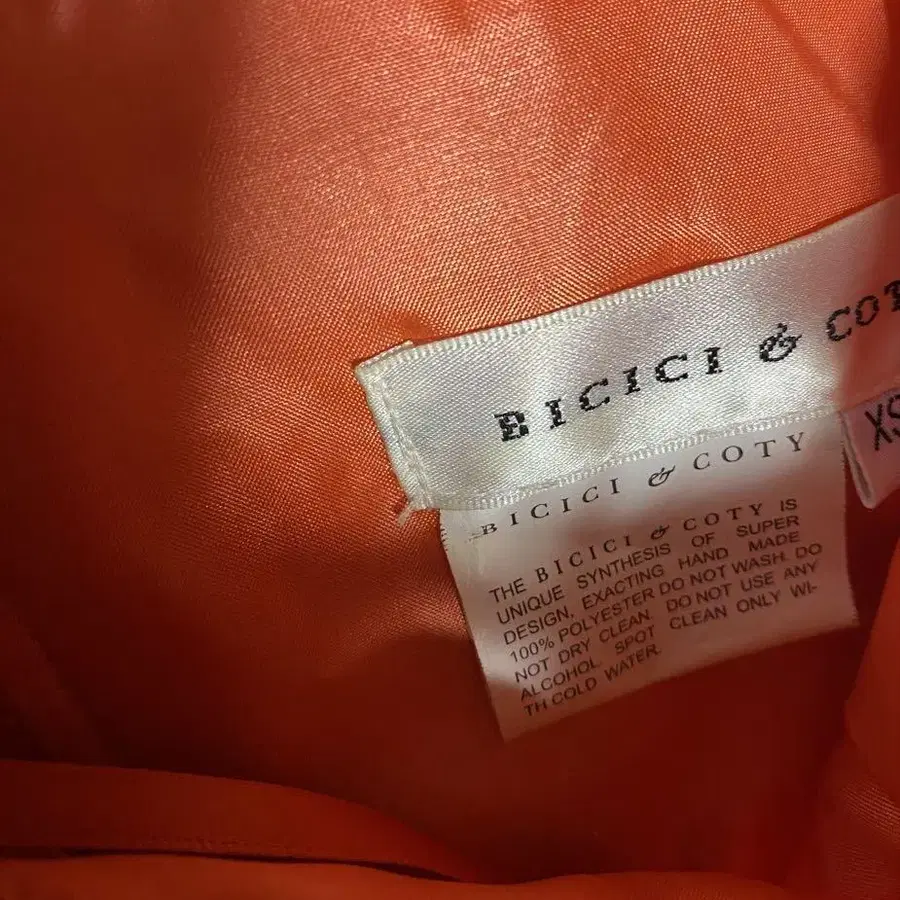 BICICI & COT
XS
BICICI & COTY
THE BICICI & COTY IS
UNIQUE SYNTHESIS OF SUPER
DESIGN, EXACTING HAND MADE
100% POLYESTER DO NOT WASH. DO
NOT DRY CLEAN. DO NOT USE ANY
ALCOHOL. SPOT CLEAN ONLY WI-
TH COLD WATER.